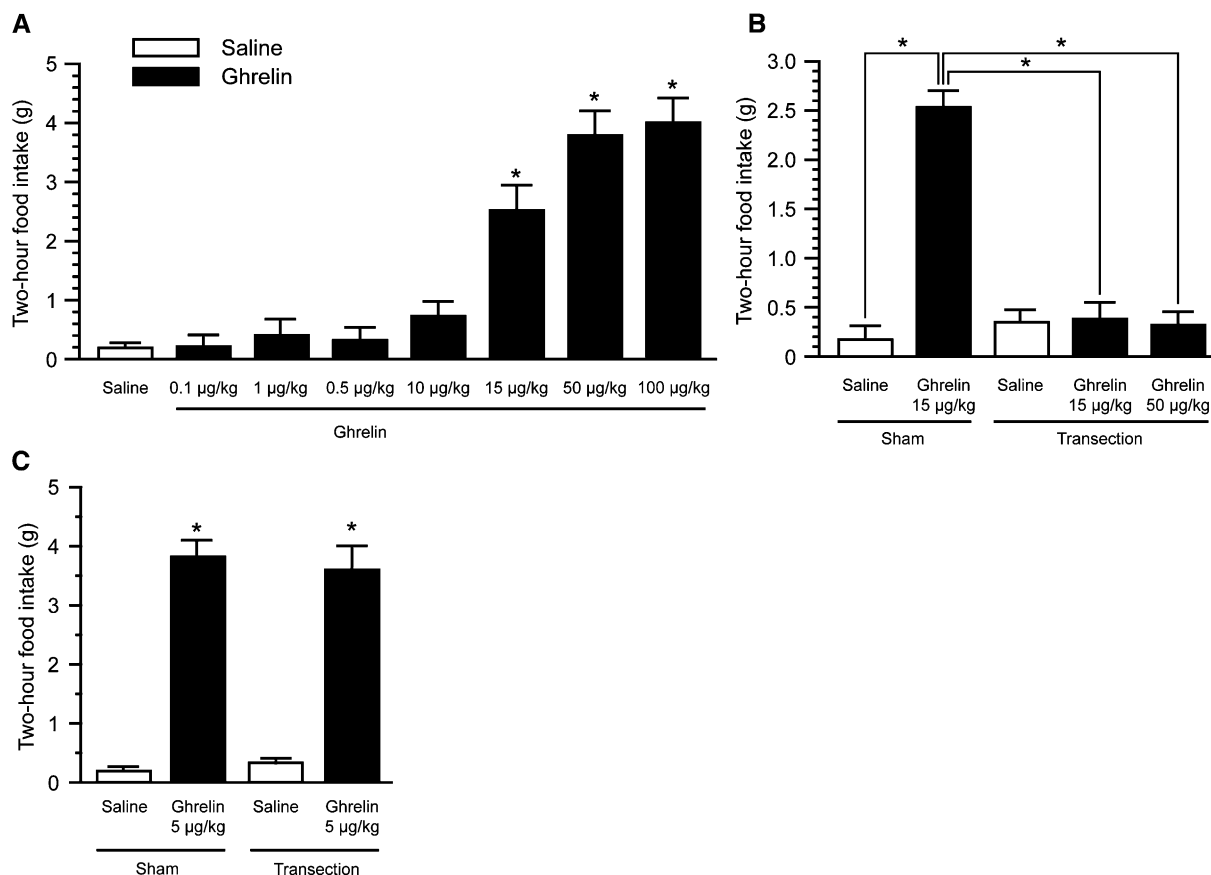 A
Saline
Ghrelin
Two-hour food intake (g)
5
4
3
2
1
0
* * *
Saline 0.1 µg/kg 1 µg/kg 0.5 µg/kg 10 µg/kg 15 µg/kg 50 µg/kg 100 µg/kg
Ghrelin
B
Two-hour food intake (g)
3.0
2.5
2.0
1.5
1.0
0.5
0
* * *
Saline Ghrelin Saline Ghrelin Ghrelin
15 µg/kg 15 µg/kg 50 µg/kg
Sham Transection
C
Two-hour food intake (g)
5
4
3
2
1
0
* *
Saline Ghrelin Saline Ghrelin
5 µg/kg 5 µg/kg
Sham Transection